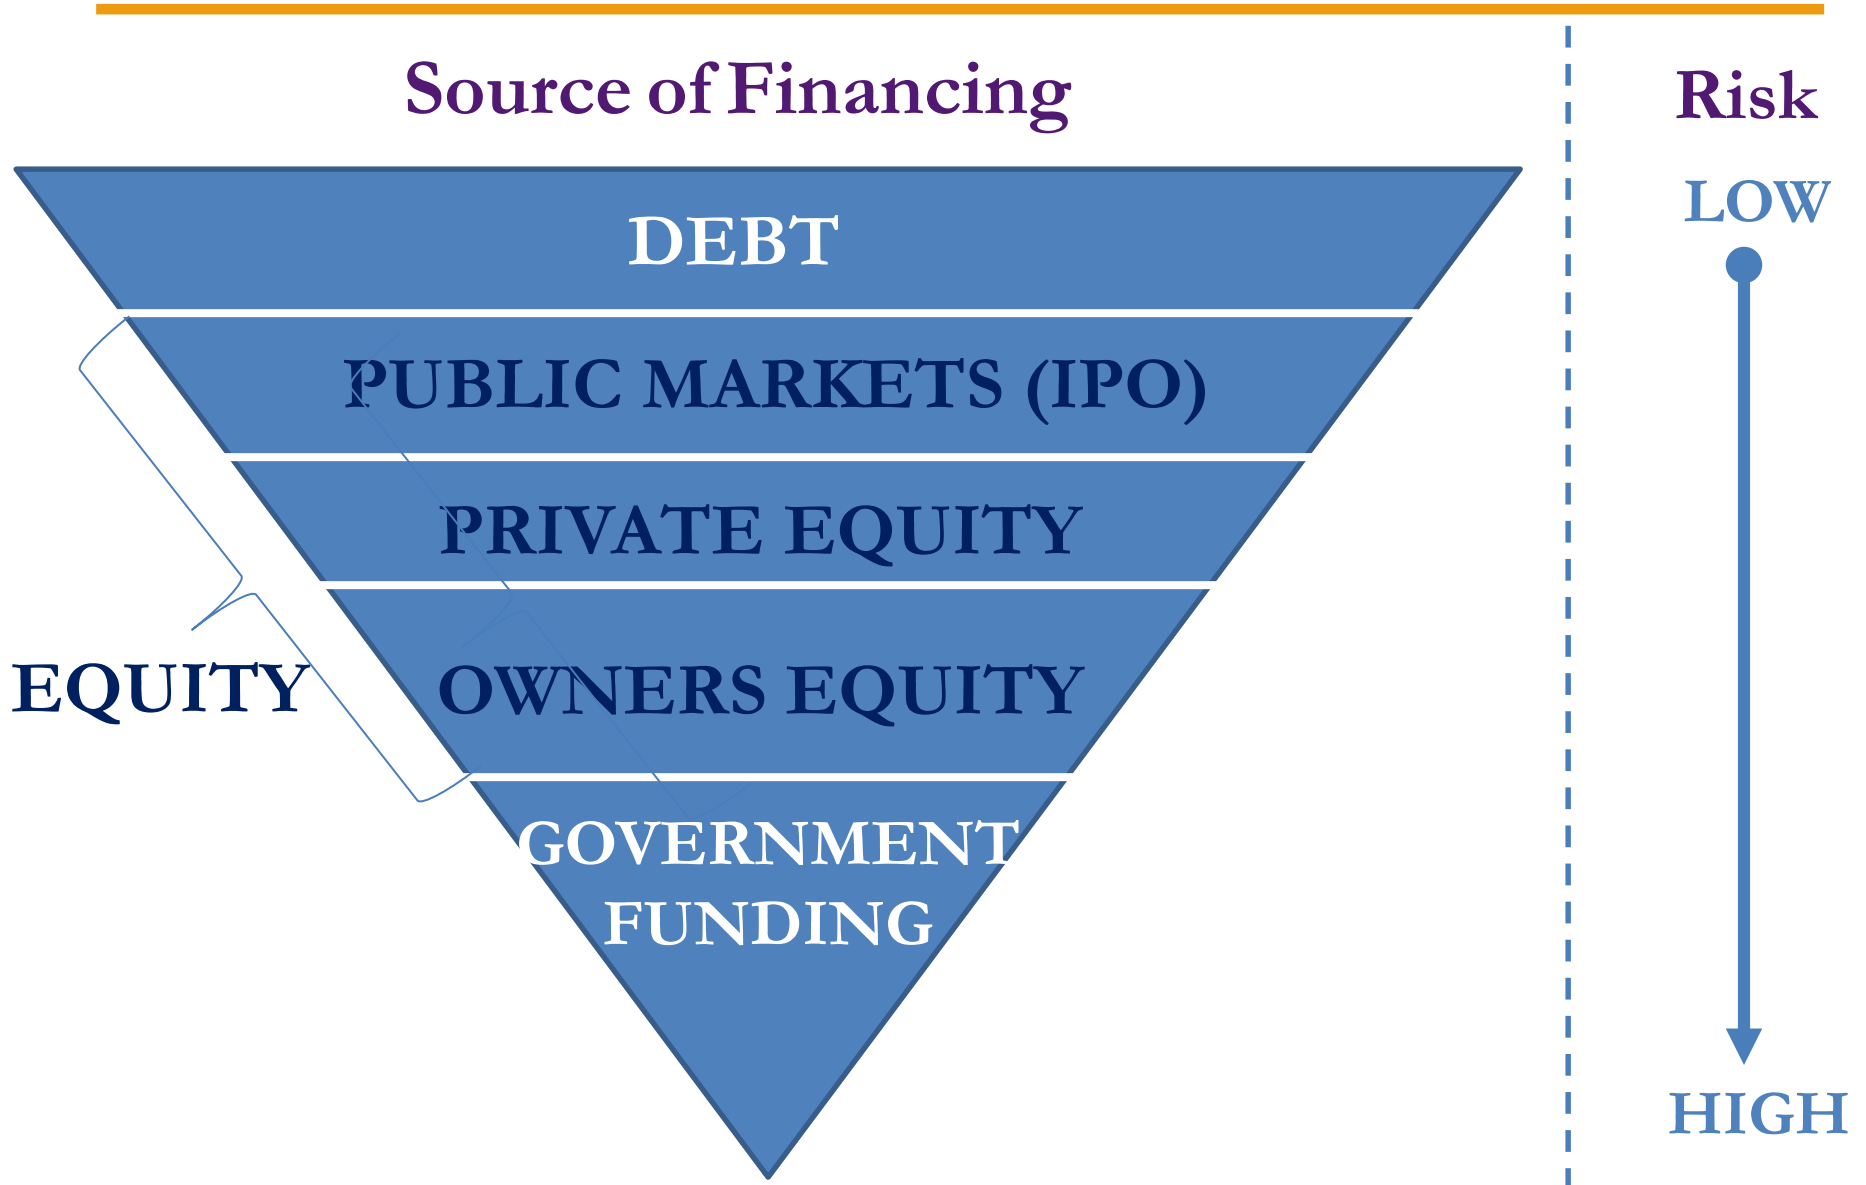 Source of Financing
Risk
LOW
DEBT
PUBLIC MARKETS (IPO)
PRIVATE EQUITY
EQUITY
OWNERS EQUITY
GOVERNMENT
FUNDING
HIGH